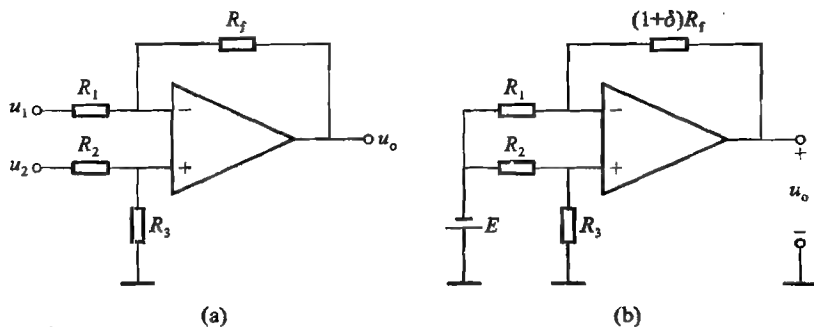 R_f
R_1
u_1
−
u_o
R_2
+
u_2
R_3
(a)
(1+δ)R_f
R_1
−
R_2
+
+
u_o
−
E
R_3
(b)